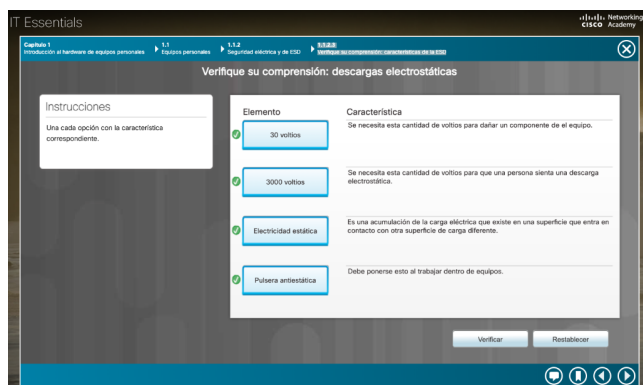 IT Essentials
Networking
CISCO Academy
Capítulo 1
Introducción al hardware de equipos personales
1.1
Equipos personales
1.1.2
Seguridad eléctrica y de ESD
1.1.2.3
Verifique su comprensión: características de la ESD
Verifique su comprensión: descargas electrostáticas
Instrucciones
Una cada opción con la característica
correspondiente.
Elemento
Característica
30 voltios
Se necesita esta cantidad de voltios para dañar un componente de el equipo.
3000 voltios
Se necesita esta cantidad de voltios para que una persona sienta una descarga
electrostática.
Electricidad estática
Es una acumulación de la carga eléctrica que existe en una superficie que entra en
contacto con otra superficie de carga diferente.
Pulsera antiestática
Debe ponerse esto al trabajar dentro de equipos.
Verificar
Restablecer